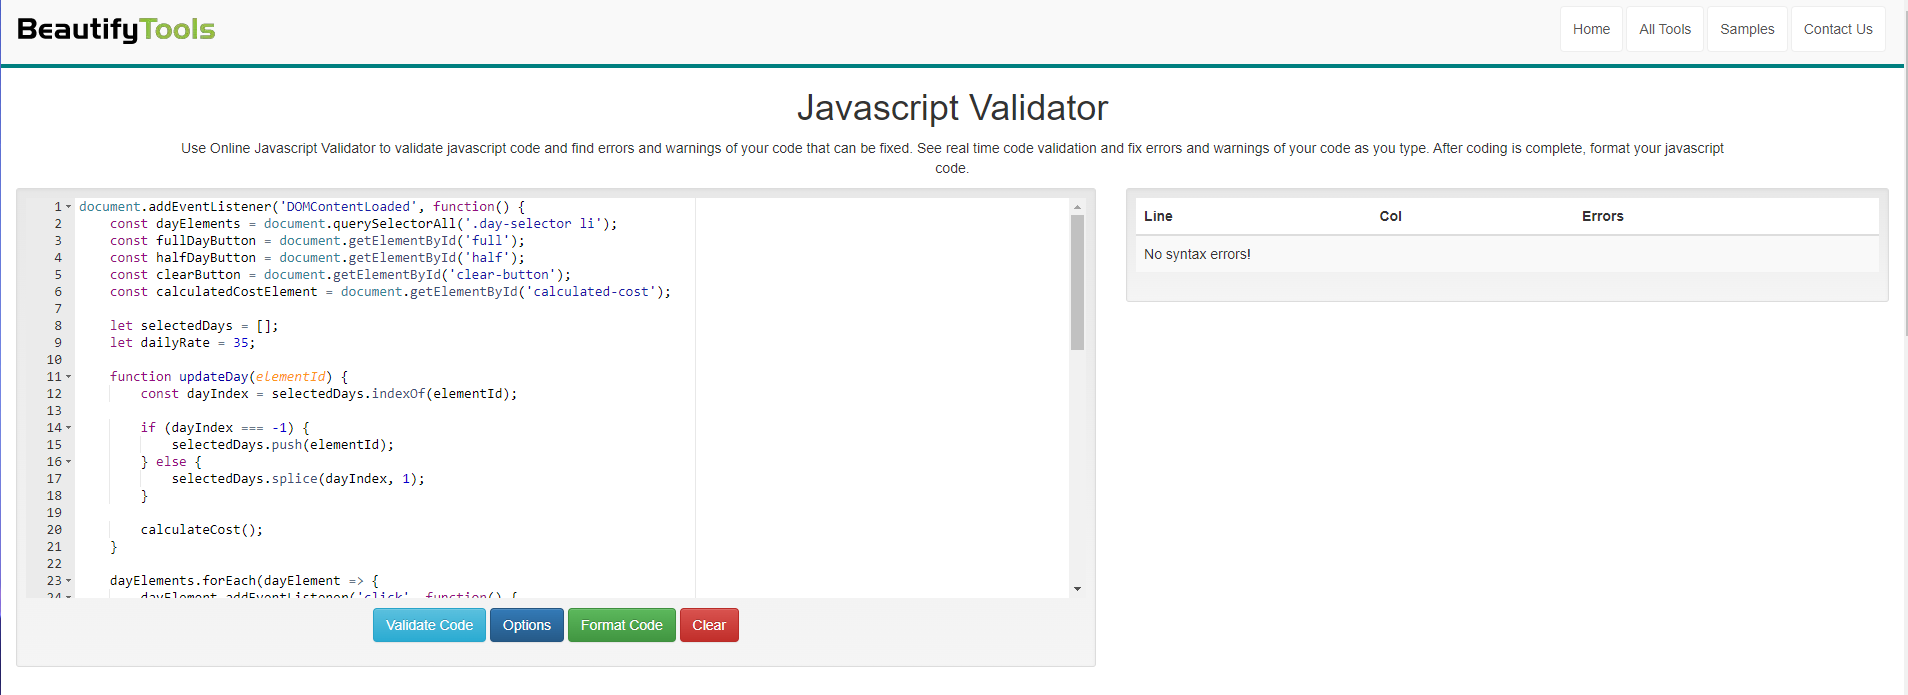 BeautifyTools
Home All Tools Samples Contact Us
Javascript Validator
Use Online Javascript Validator to validate javascript code and find errors and warnings of your code that can be fixed. See real time code validation and fix errors and warnings of your code as you type. After coding is complete, format your javascript
code.
1 document.addEventListener('DOMContentLoaded', function() {
2     const dayElements = document.querySelectorAll('.day-selector li');
3     const fullDayButton = document.getElementById('full');
4     const halfDayButton = document.getElementById('half');
5     const clearButton = document.getElementById('clear-button');
6     const calculatedCostElement = document.getElementById('calculated-cost');
7
8     let selectedDays = [];
9     let dailyRate = 35;
10
11     function updateDay(elementId) {
12         const dayIndex = selectedDays.indexOf(elementId);
13
14         if (dayIndex === -1) {
15             selectedDays.push(elementId);
16         } else {
17             selectedDays.splice(dayIndex, 1);
18         }
19
20         calculateCost();
21     }
22
23     dayElements.forEach(dayElement => {
24         dayElement.addEventListener('click', function() {
Validate Code Options Format Code Clear
Line Col Errors
No syntax errors!